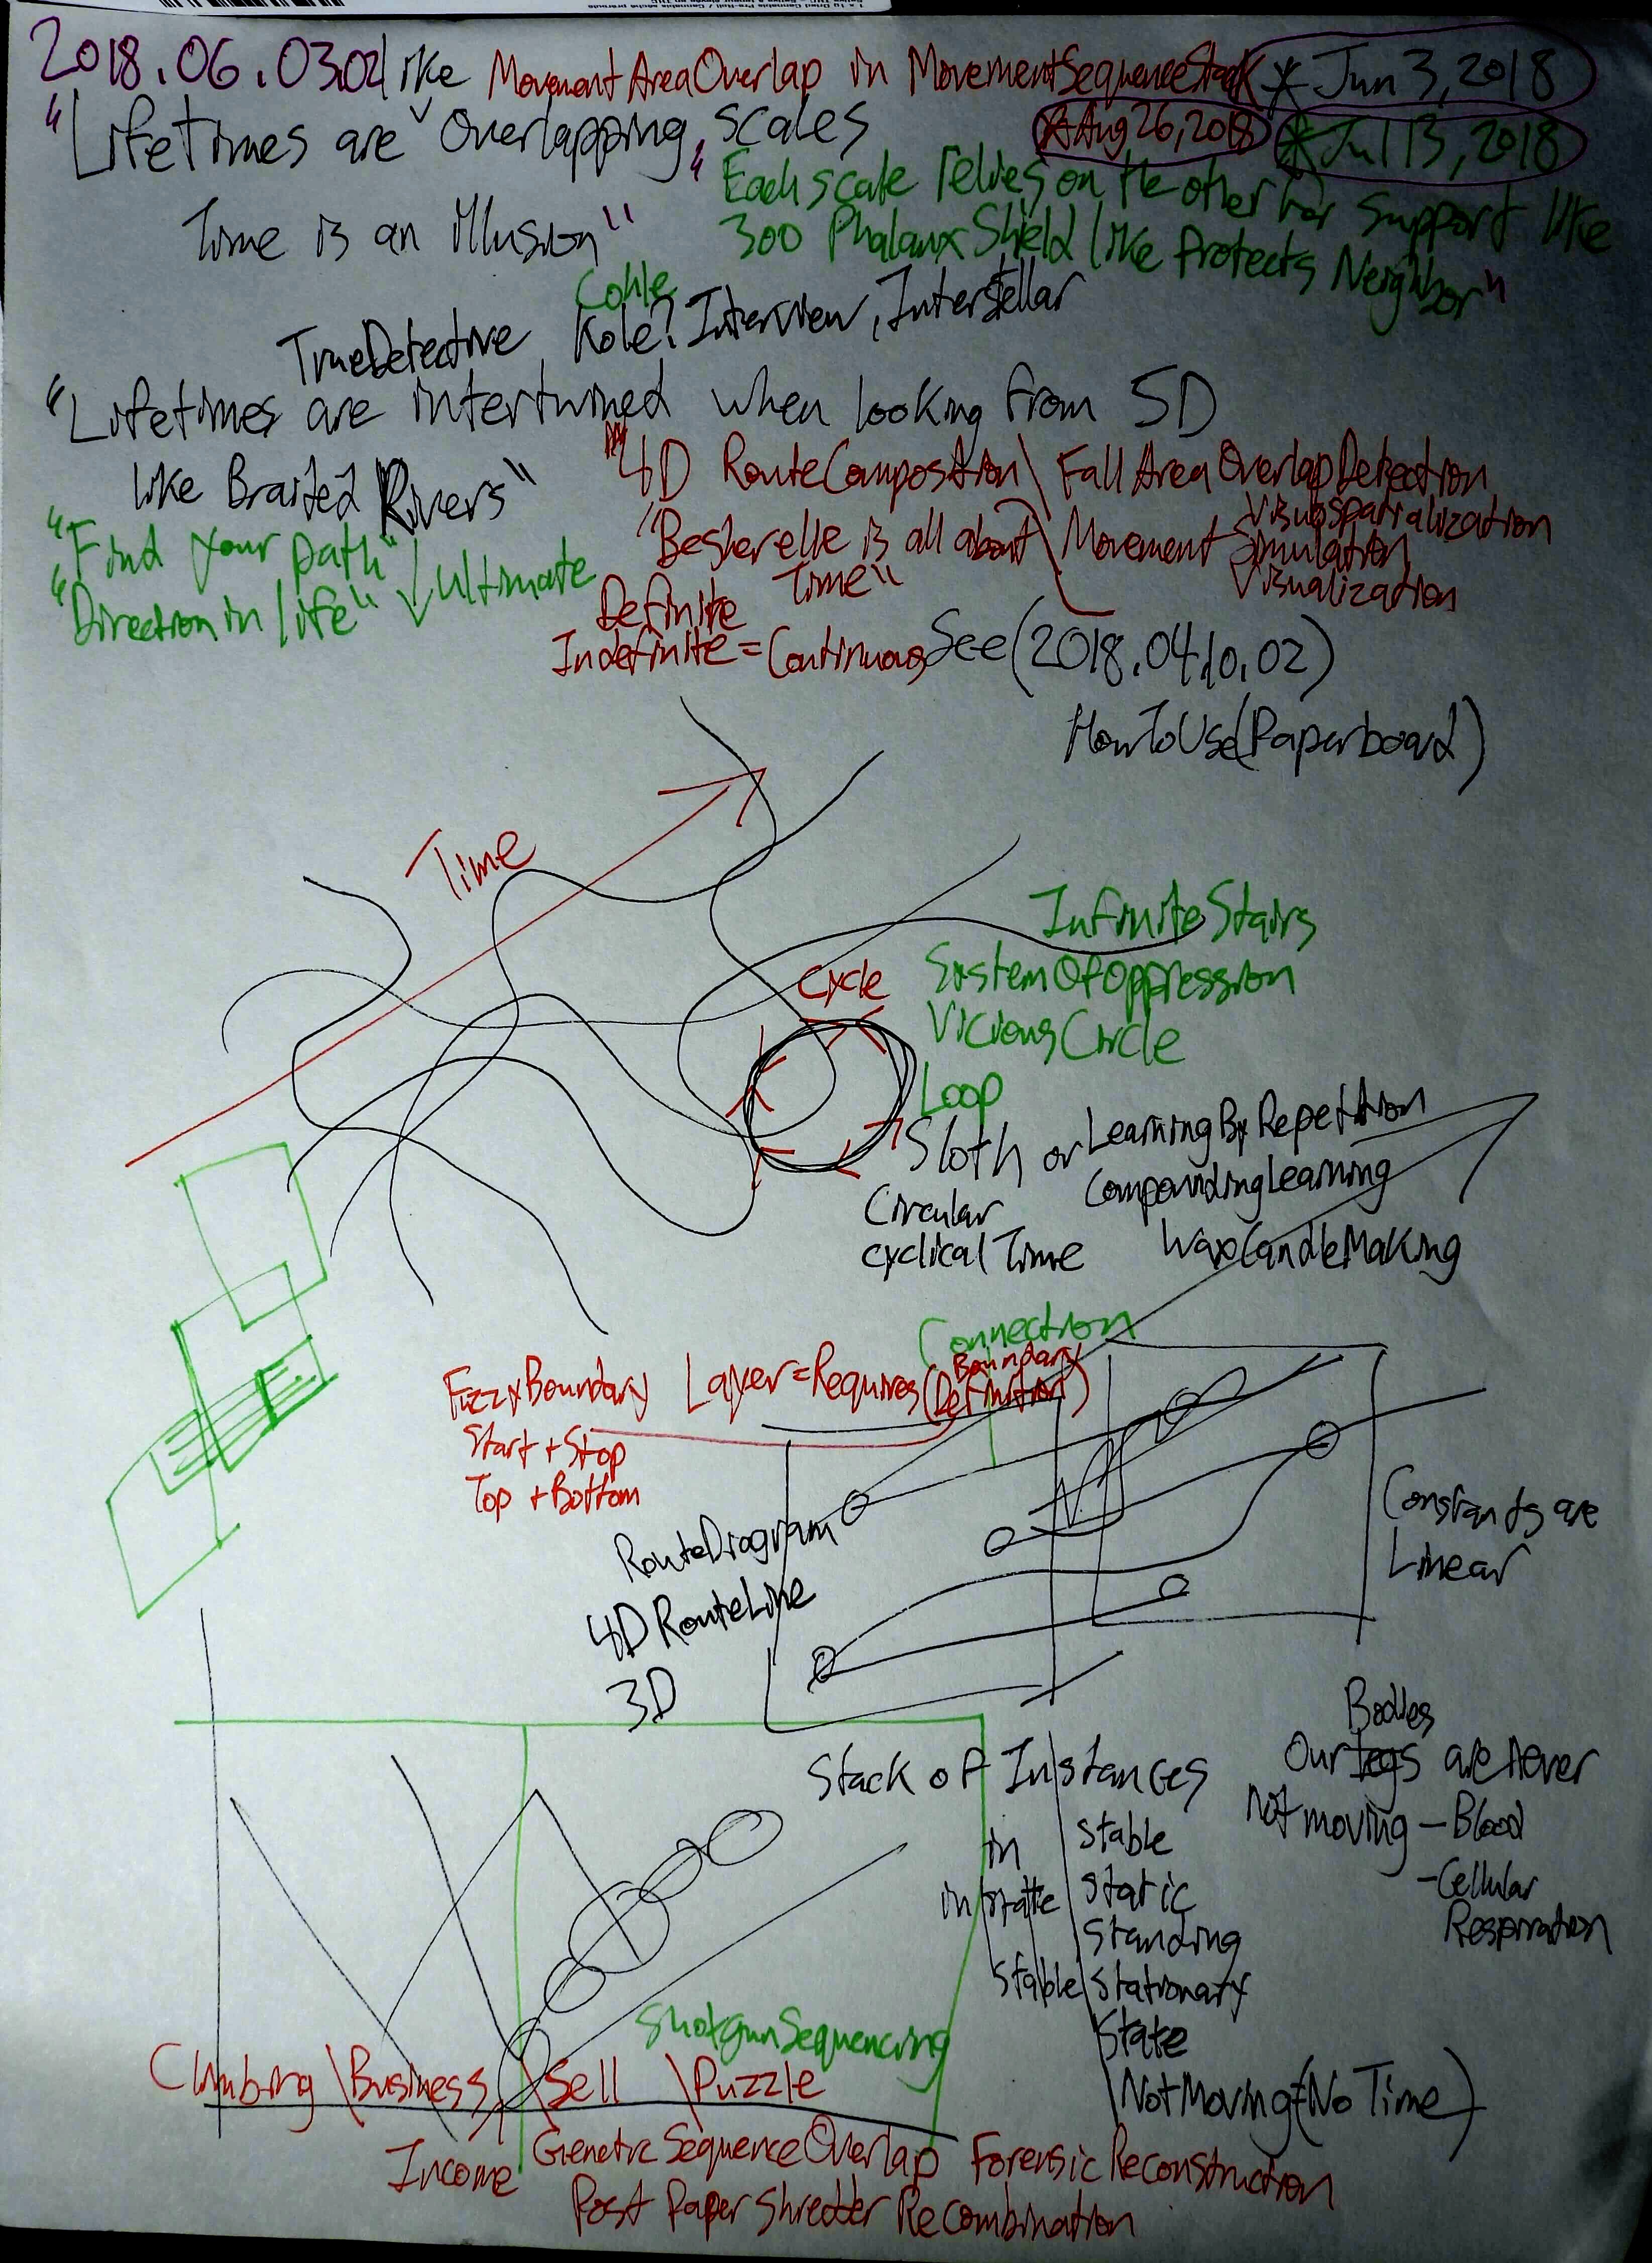 2018.06.03.02 like MovementAreaOverlap in MovementSequenceStack * Jun 3, 2018
"Lifetimes are ˅ Overlapping, scales
*Aug 26, 2018 *Jul 13, 2018
Time is an illusion"
"Each scale relies on the other for support like
300 Phalanx Shield like Protects Neighbor"
Cohle
TrueDetective, Kole? Interview, Interstellar
"Lifetimes are intertwined when looking from 5D
like Braided Rivers"
"4D RouteComposition \ FallAreaOverlapDetection
"Find your path"
"Direction in life" Ultimate
"Bescherelle is all about \ Movement Simulation
Time"
Visuospatialization
Visualization
Definite
Indefinite = Continuous See(2018.04.10.02)
HowToUse(Paperboard)
Time
InfiniteStairs
Cycle
SystemOfOppression
ViciousCircle
Loop
Sloth or LearningByRepetition
CompoundingLearning
Circular
cyclical Time
WaxCandleMaking
Connection
FuzzyBoundary Layer=Requires(Definition)
Boundary
Start + Stop
Top + Bottom
RouteDiagram
4D RouteLine
3D
Constants are
Linear
Stack of Instances
in stable
instate static
standing
stable stationary
state
NotMoving(=No Time)
Bodies
Our legs are never
not moving - Blood
- Cellular
Respiration
ShotgunSequencing
Climbing \Business \Sell \Puzzle
Income
GeneticSequenceOverlap Forensic Reconstruction
Post Paper Shredder Recombination